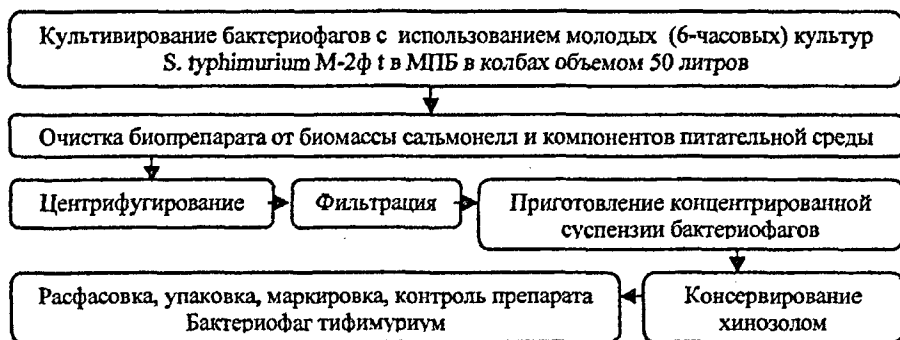 Культивирование бактериофагов с использованием молодых (6-часовых) культур
S. typhimurium М-2ф t в МПБ в колбах объемом 50 литров
Очистка биопрепарата от биомассы сальмонелл и компонентов питательной среды
Центрифугирование
Фильтрация
Приготовление концентрированной
суспензии бактериофагов
Консервирование
хинозолом
Расфасовка, упаковка, маркировка, контроль препарата
Бактериофаг тифимуриум